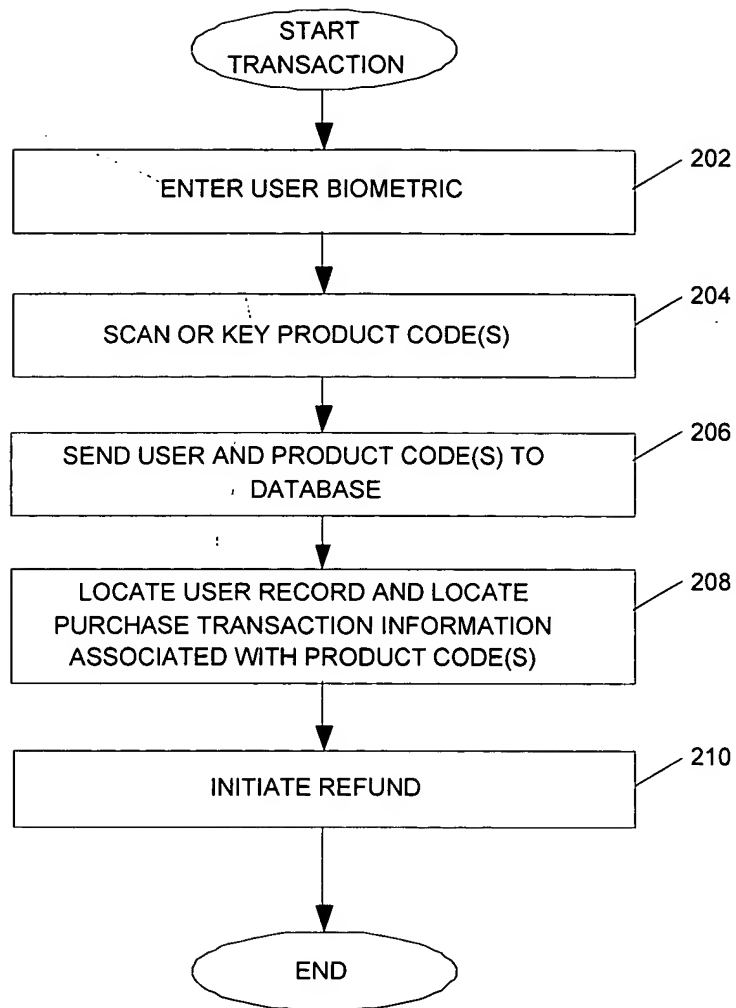 START
TRANSACTION
ENTER USER BIOMETRIC
202
SCAN OR KEY PRODUCT CODE(S)
204
SEND USER AND PRODUCT CODE(S) TO
DATABASE
206
LOCATE USER RECORD AND LOCATE
PURCHASE TRANSACTION INFORMATION
ASSOCIATED WITH PRODUCT CODE(S)
208
INITIATE REFUND
210
END